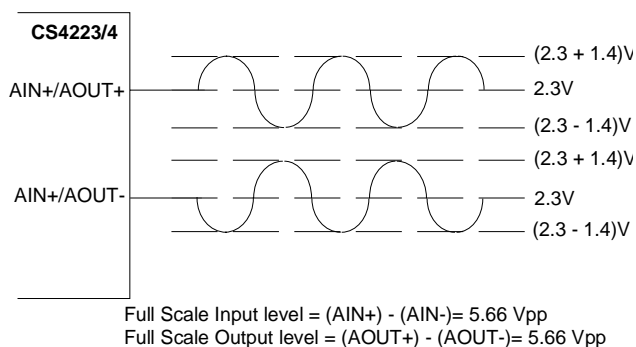 CS4223/4
(2.3 + 1.4)V
AIN+/AOUT+
2.3V
(2.3 - 1.4)V
(2.3 + 1.4)V
AIN+/AOUT-
2.3V
(2.3 - 1.4)V
Full Scale Input level = (AIN+) - (AIN-)= 5.66 Vpp
Full Scale Output level = (AOUT+) - (AOUT-)= 5.66 Vpp